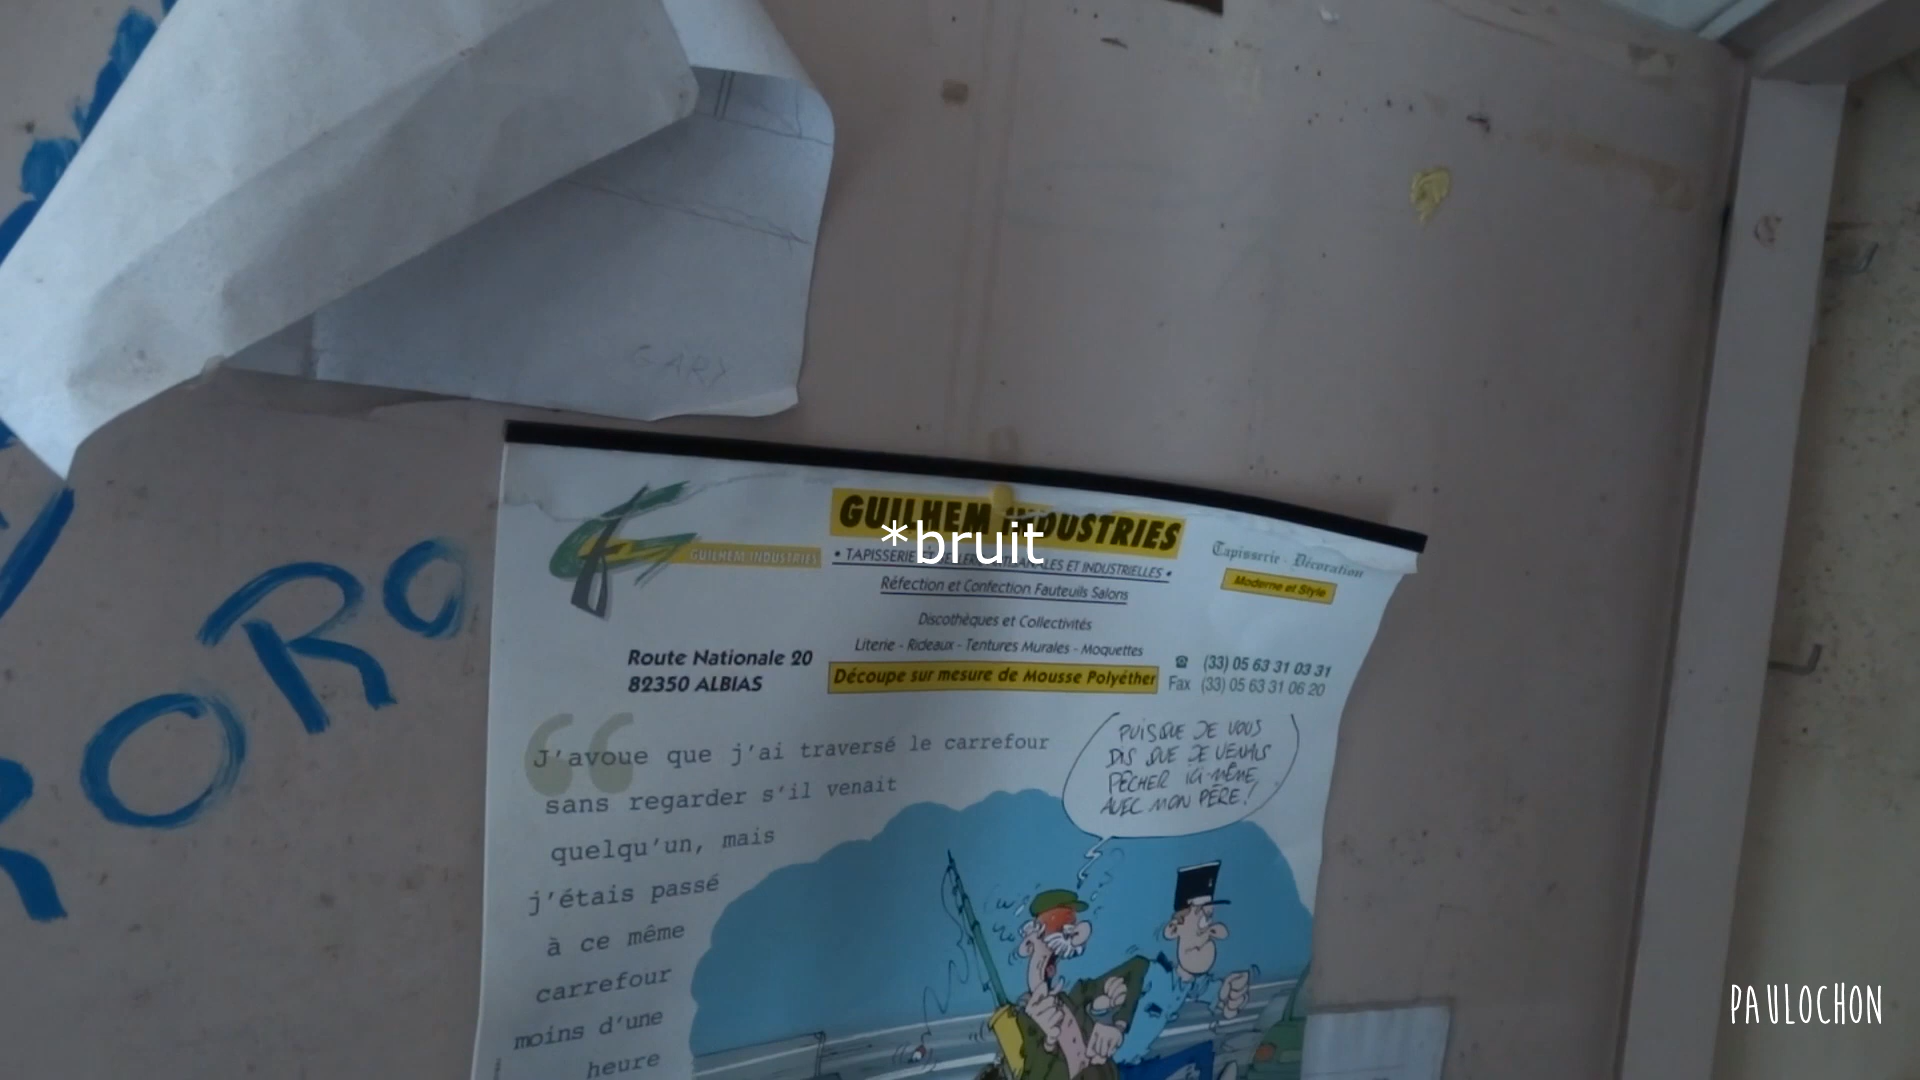 GARY
RORO
GUILHEM INDUSTRIES
GUILHEM INDUSTRIES
*bruit
• TAPISSERIE ET ARTISANALES ET INDUSTRIELLES •
Réfection et Confection Fauteuils Salons
Discothèques et Collectivités
Literie - Rideaux - Tentures Murales - Moquettes
Découpe sur mesure de Mousse Polyéther
Tapisserie - Décoration
Moderne et Style
Route Nationale 20
82350 ALBIAS
☎ (33) 05 63 31 03 31
Fax (33) 05 63 31 06 20
“J'avoue que j'ai traversé le carrefour
sans regarder s'il venait
quelqu'un, mais
j'étais passé
à ce même
carrefour
moins d'une
heure
PUISQUE JE VOUS
DIS QUE JE VENAIS
PÊCHER ICI-MÊME,
AVEC MON PÈRE!
PAULOCHON